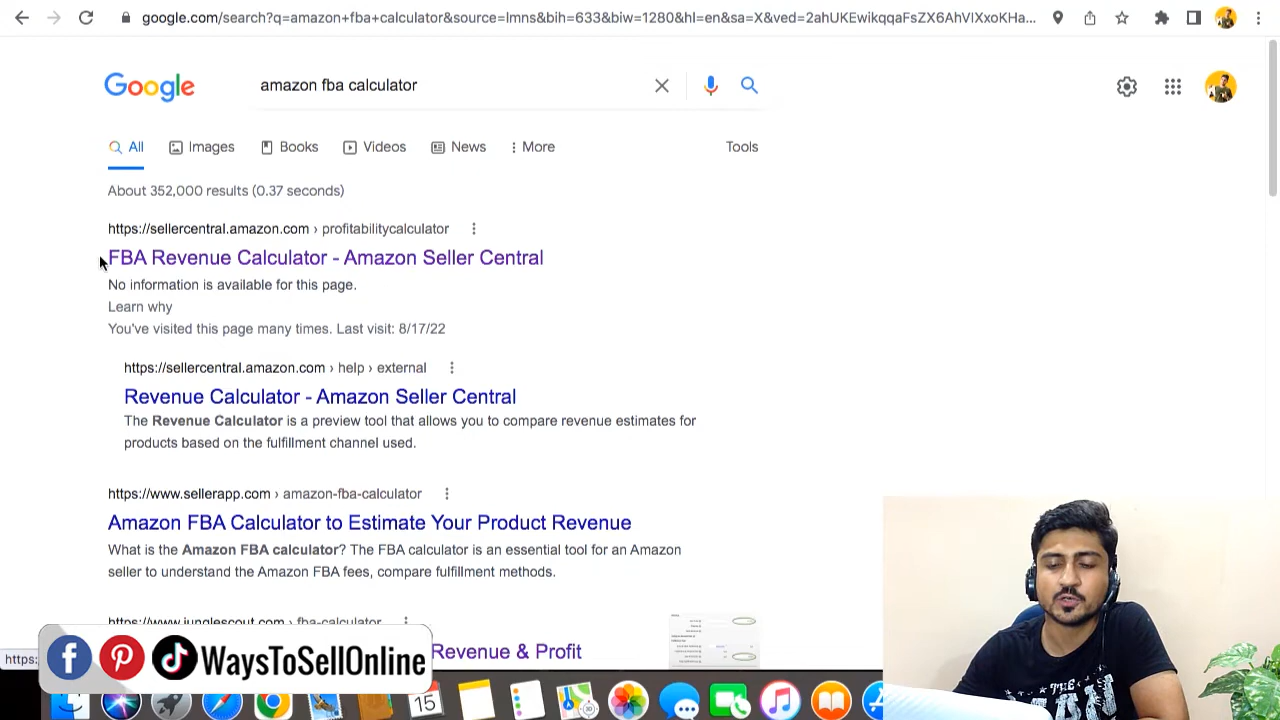 google.com/search?q=amazon+fba+calculator&source=lmns&bih=633&biw=1280&hl=en&sa=X&ved=2ahUKEwikqqaFsZX6AhVIXxoKHa...
Google
amazon fba calculator
All
Images
Books
Videos
News
More
Tools
About 352,000 results (0.37 seconds)
https://sellercentral.amazon.com › profitabilitycalculator
FBA Revenue Calculator - Amazon Seller Central
No information is available for this page.
Learn why
You've visited this page many times. Last visit: 8/17/22
https://sellercentral.amazon.com › help › external
Revenue Calculator - Amazon Seller Central
The Revenue Calculator is a preview tool that allows you to compare revenue estimates for
products based on the fulfillment channel used.
https://www.sellerapp.com › amazon-fba-calculator
Amazon FBA Calculator to Estimate Your Product Revenue
What is the Amazon FBA calculator? The FBA calculator is an essential tool for an Amazon
seller to understand the Amazon FBA fees, compare fulfillment methods.
https://www.junglescout.com › fba-calculator
Revenue & Profit
https:
WaysToSellOnline
15
THE